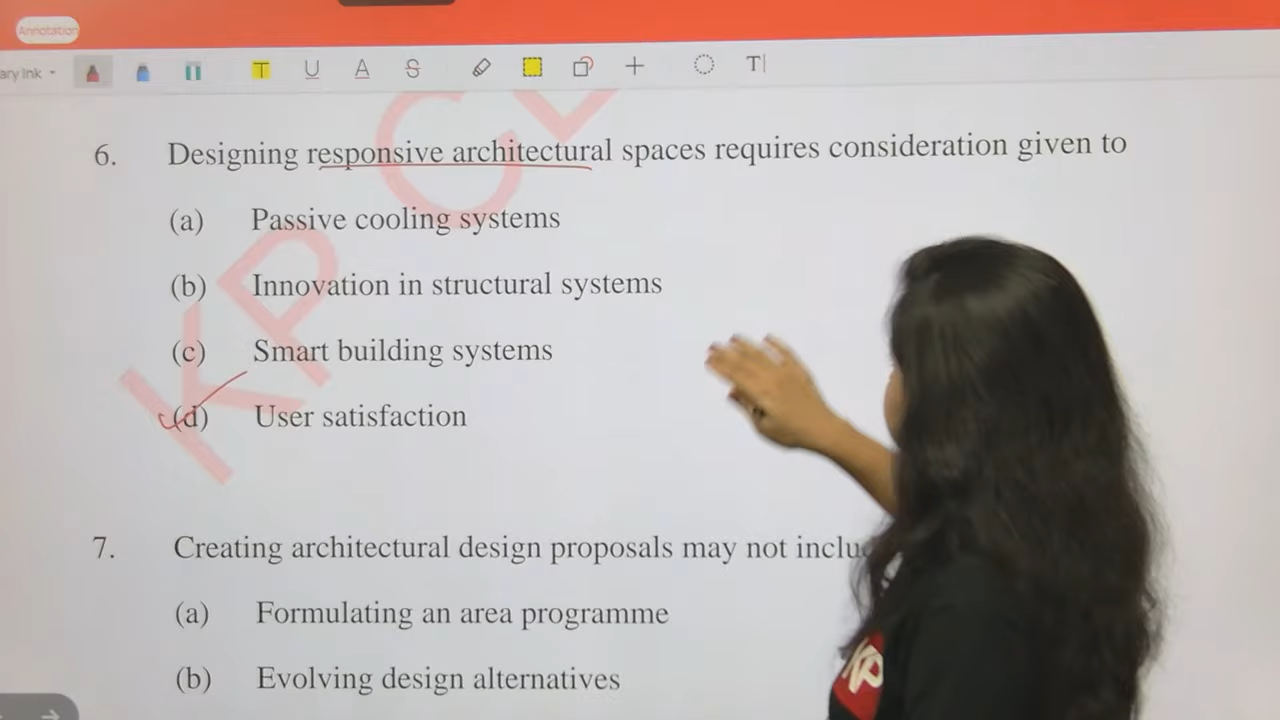 Annotation
ary Ink
T U A S T
6. Designing responsive architectural spaces requires consideration given to
(a) Passive cooling systems
(b) Innovation in structural systems
(c) Smart building systems
(d) User satisfaction
7. Creating architectural design proposals may not
(a) Formulating an area programme
(b) Evolving design alternatives
KP
KP